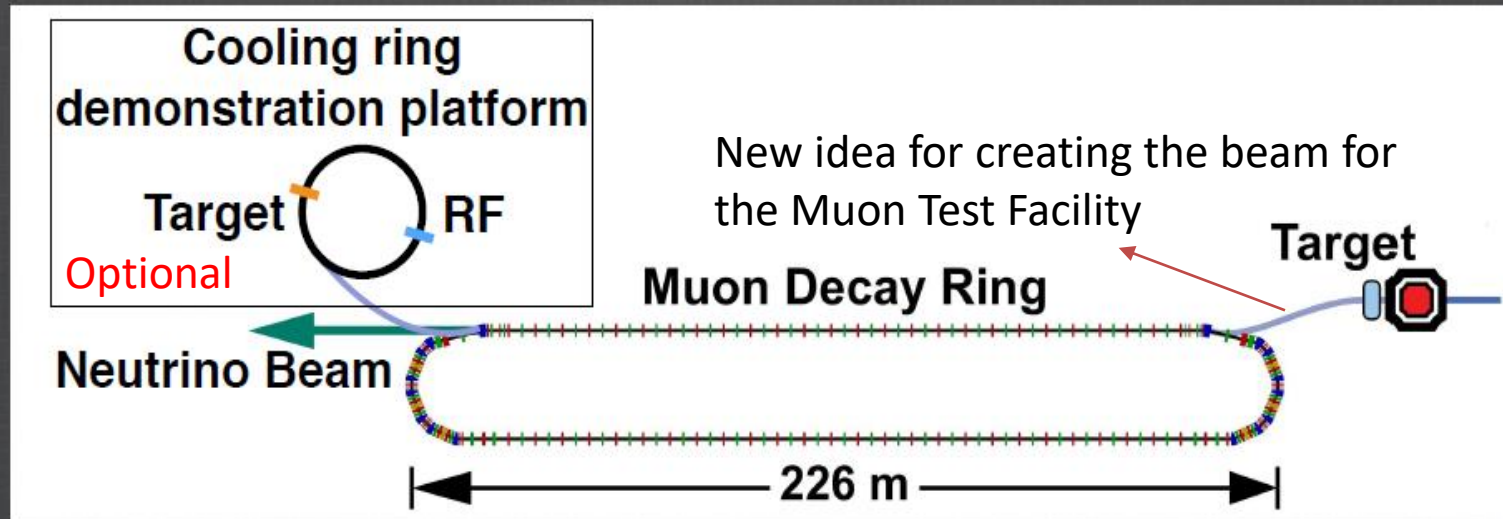 Cooling ring
demonstration platform
Target
RF
Optional
New idea for creating the beam for
the Muon Test Facility
Target
Muon Decay Ring
Neutrino Beam
226 m